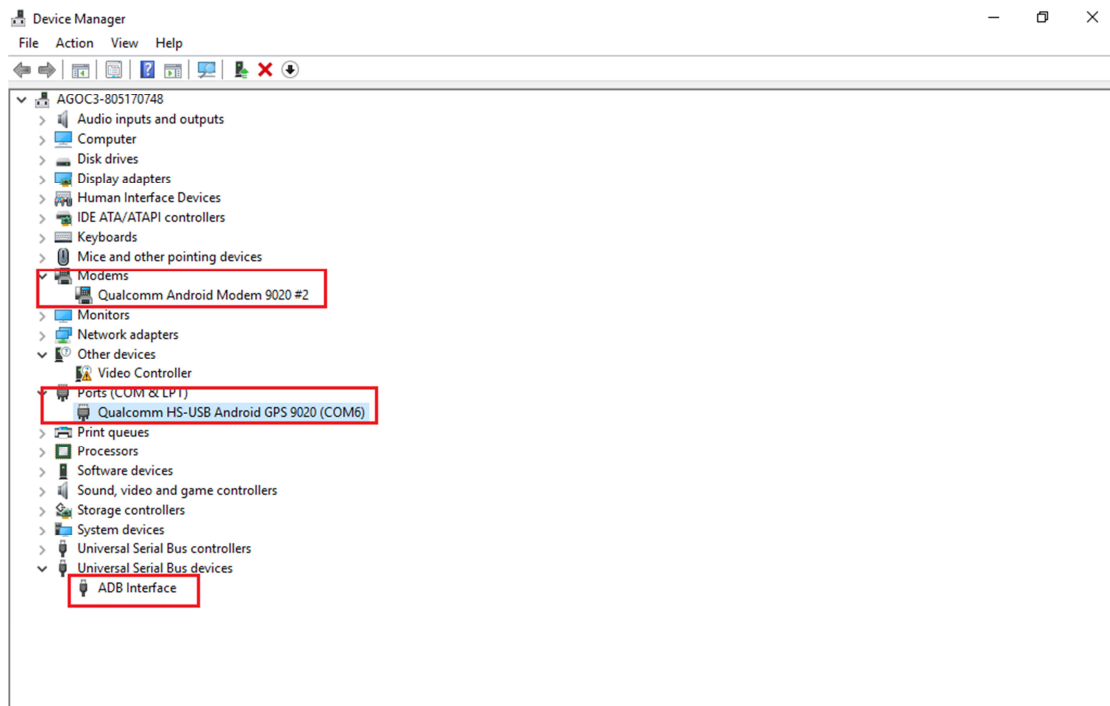 Device Manager
File Action View Help
AGOC3-805170748
Audio inputs and outputs
Computer
Disk drives
Display adapters
Human Interface Devices
IDE ATA/ATAPI controllers
Keyboards
Mice and other pointing devices
Modems
Qualcomm Android Modem 9020 #2
Monitors
Network adapters
Other devices
Video Controller
Ports (COM & LPT)
Qualcomm HS-USB Android GPS 9020 (COM6)
Print queues
Processors
Software devices
Sound, video and game controllers
Storage controllers
System devices
Universal Serial Bus controllers
Universal Serial Bus devices
ADB Interface